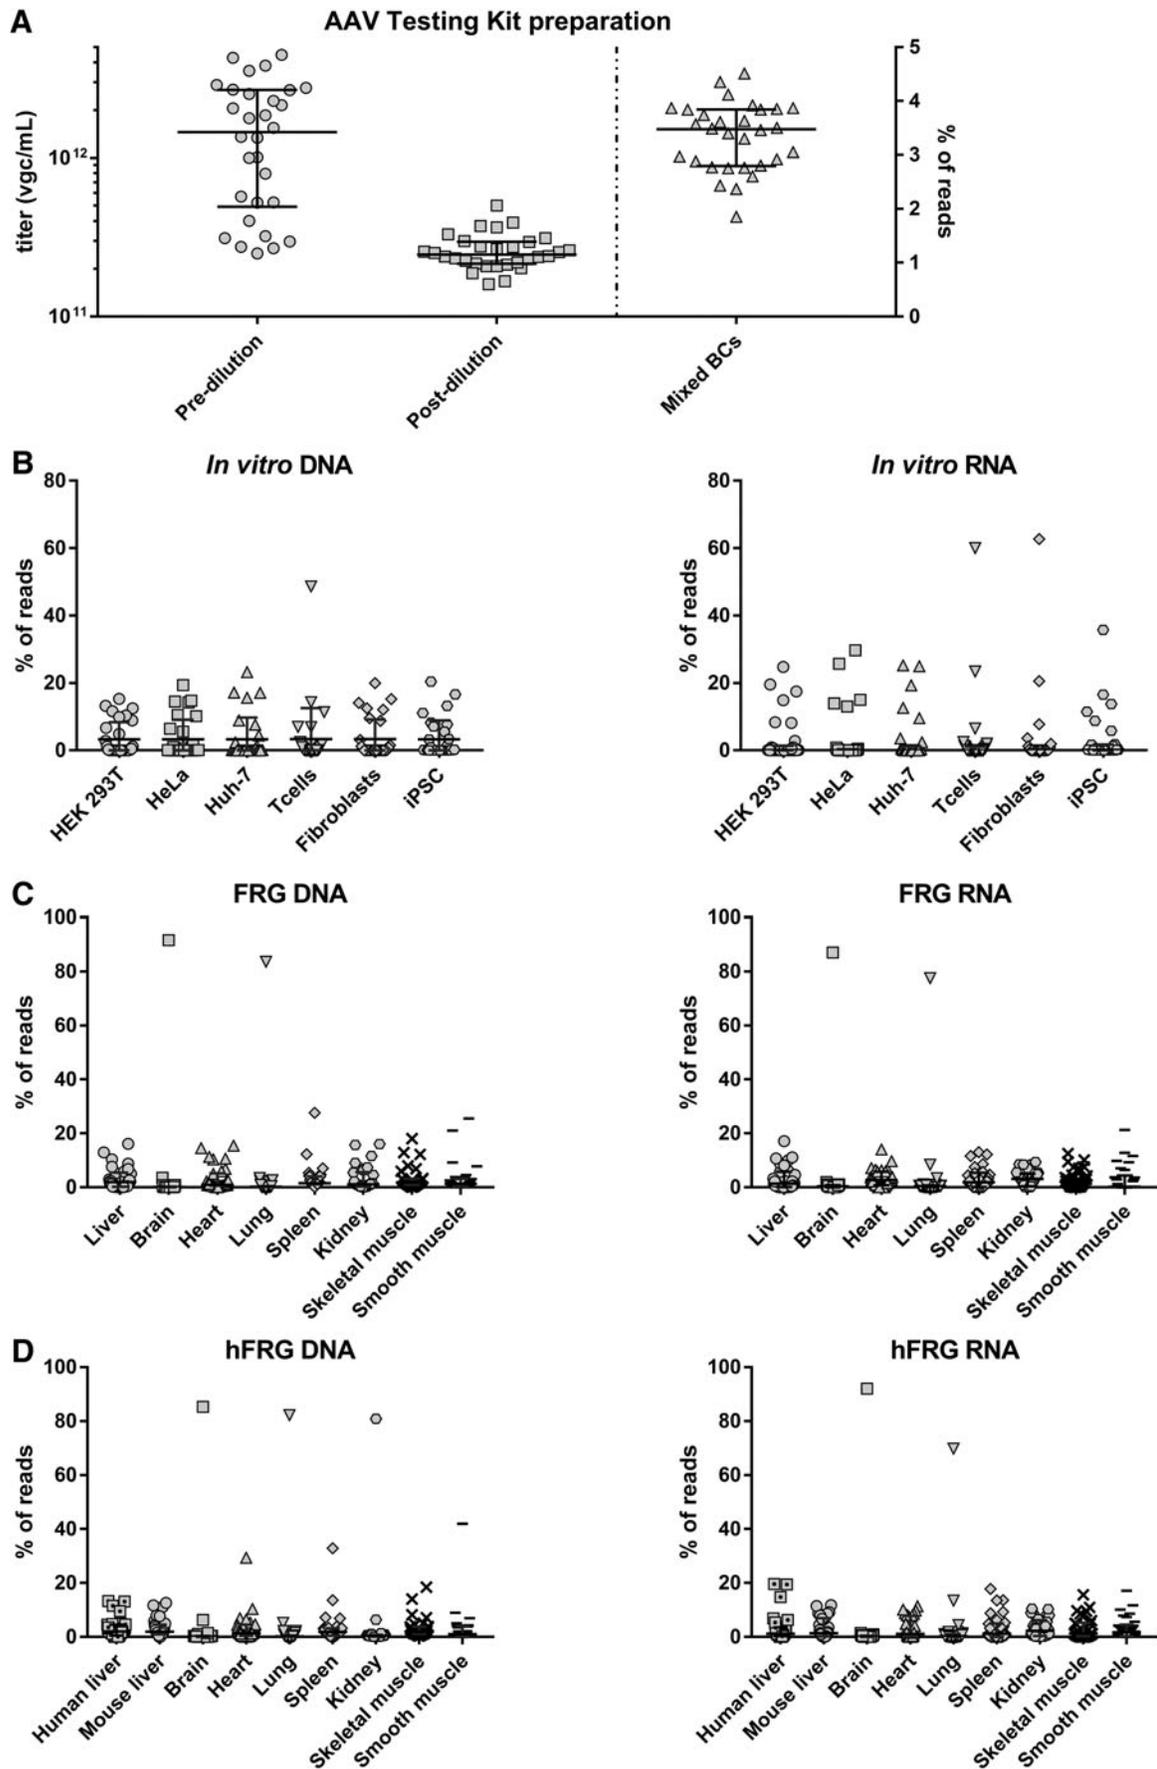 A
AAV Testing Kit preparation
titer (vgc/mL)
10¹²
10¹¹
5
4
3
2
1
0
% of reads
Pre-dilution
Post-dilution
Mixed BCs
B
In vitro DNA
% of reads
80
60
40
20
0
HEK 293T
HeLa
Huh-7
Tcells
Fibroblasts
iPSC
In vitro RNA
% of reads
80
60
40
20
0
HEK 293T
HeLa
Huh-7
Tcells
Fibroblasts
iPSC
C
FRG DNA
% of reads
100
80
60
40
20
0
Liver
Brain
Heart
Lung
Spleen
Kidney
Skeletal muscle
Smooth muscle
FRG RNA
% of reads
100
80
60
40
20
0
Liver
Brain
Heart
Lung
Spleen
Kidney
Skeletal muscle
Smooth muscle
D
hFRG DNA
% of reads
100
80
60
40
20
0
Human liver
Mouse liver
Brain
Heart
Lung
Spleen
Kidney
Skeletal muscle
Smooth muscle
hFRG RNA
% of reads
100
80
60
40
20
0
Human liver
Mouse liver
Brain
Heart
Lung
Spleen
Kidney
Skeletal muscle
Smooth muscle